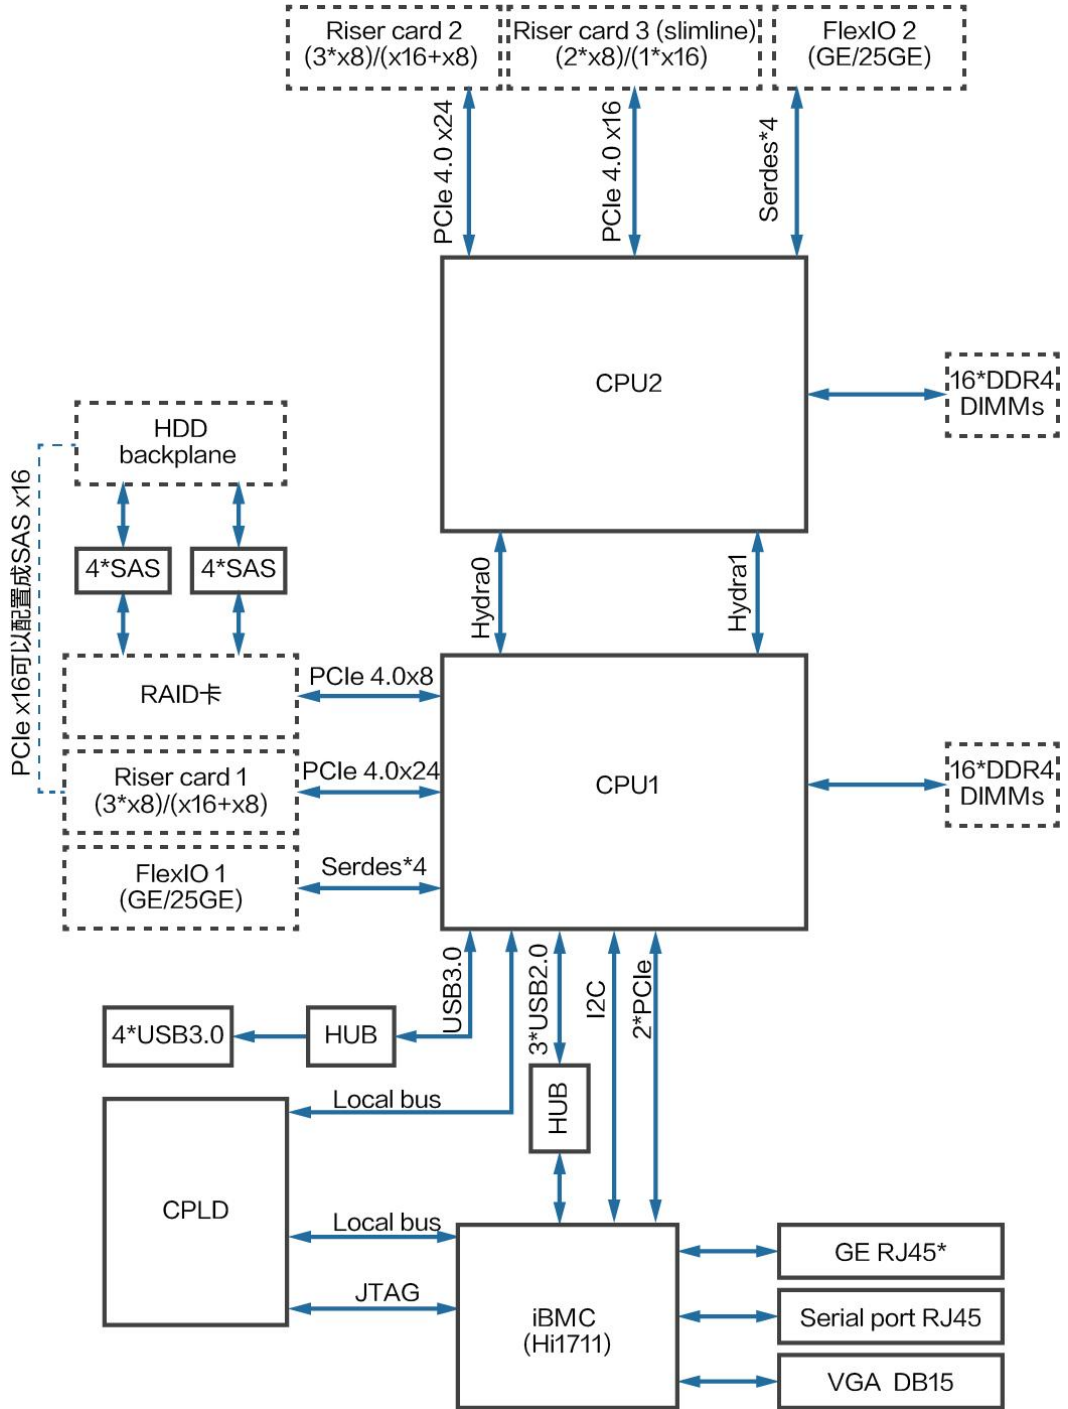 Riser card 2
(3*x8)/(x16+x8)
Riser card 3 (slimline)
(2*x8)/(1*x16)
FlexIO 2
(GE/25GE)
PCIe 4.0 x24
PCIe 4.0 x16
Serdes*4
CPU2
16*DDR4
DIMMs
HDD
backplane
4*SAS
4*SAS
PCIe x16可以配置成SAS x16
Hydra0
Hydra1
RAID卡
PCIe 4.0x8
Riser card 1
(3*x8)/(x16+x8)
PCIe 4.0x24
CPU1
16*DDR4
DIMMs
FlexIO 1
(GE/25GE)
Serdes*4
USB3.0
3*USB2.0
I2C
2*PCIe
4*USB3.0
HUB
HUB
Local bus
CPLD
Local bus
JTAG
iBMC
(Hi1711)
GE RJ45*
Serial port RJ45
VGA DB15